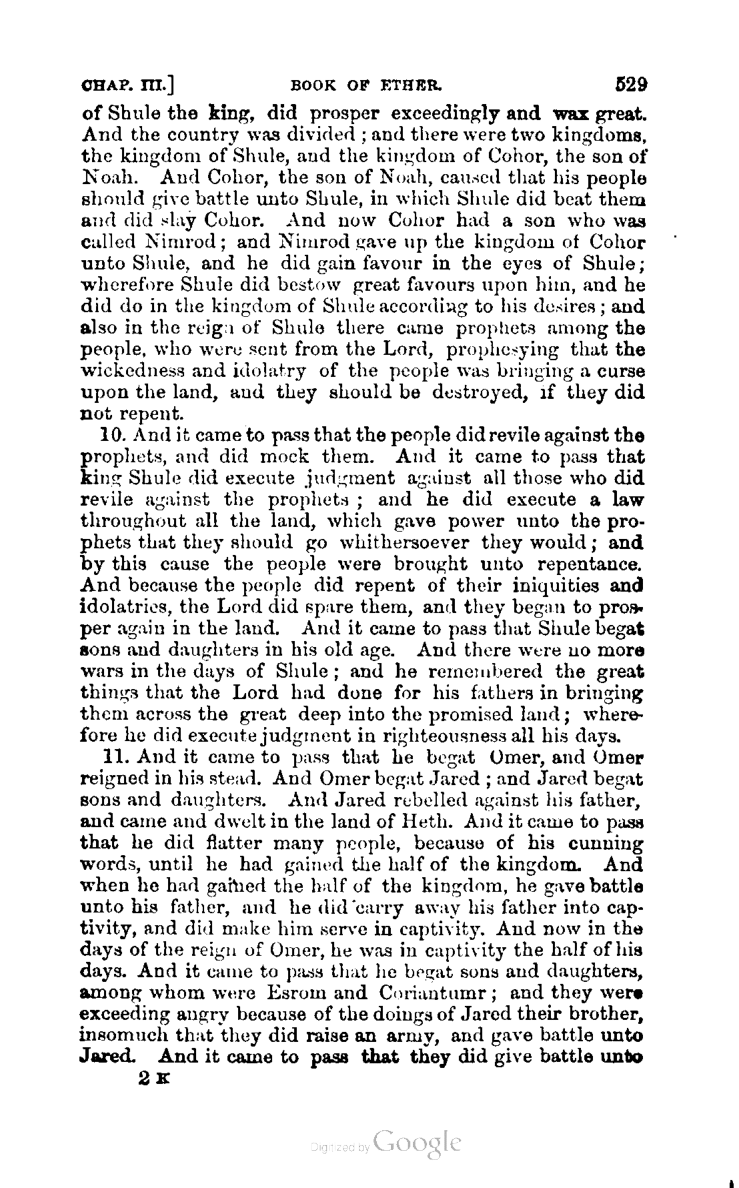 CHAP. III.] BOOK OF ETHER. 529
of Shule the king, did prosper exceedingly and wax great.
And the country was divided ; and there were two kingdoms,
the kingdom of Shule, and the kingdom of Cohor, the son of
Noah. And Cohor, the son of Noah, caused that his people
should give battle unto Shule, in which Shule did beat them
and did slay Cohor. And now Cohor had a son who was
called Nimrod ; and Nimrod gave up the kingdom of Cohor
unto Shule, and he did gain favour in the eyes of Shule ;
wherefore Shule did bestow great favours upon him, and he
did do in the kingdom of Shule according to his desires ; and
also in the reign of Shule there came prophets among the
people, who were sent from the Lord, prophesying that the
wickedness and idolatry of the people was bringing a curse
upon the land, and they should be destroyed, if they did
not repent.
10. And it came to pass that the people did revile against the
prophets, and did mock them. And it came to pass that
king Shule did execute judgment against all those who did
revile against the prophets ; and he did execute a law
throughout all the land, which gave power unto the pro-
phets that they should go whithersoever they would ; and
by this cause the people were brought unto repentance.
And because the people did repent of their iniquities and
idolatries, the Lord did spare them, and they began to pros-
per again in the land. And it came to pass that Shule begat
sons and daughters in his old age. And there were no more
wars in the days of Shule ; and he remembered the great
things that the Lord had done for his fathers in bringing
them across the great deep into the promised land ; where-
fore he did execute judgment in righteousness all his days.
11. And it came to pass that he begat Omer, and Omer
reigned in his stead. And Omer begat Jared ; and Jared begat
sons and daughters. And Jared rebelled against his father,
and came and dwelt in the land of Heth. And it came to pass
that he did flatter many people, because of his cunning
words, until he had gained the half of the kingdom. And
when he had gained the half of the kingdom, he gave battle
unto his father, and he did carry away his father into cap-
tivity, and did make him serve in captivity. And now in the
days of the reign of Omer, he was in captivity the half of his
days. And it came to pass that he begat sons and daughters,
among whom were Esrom and Coriantumr ; and they were
exceeding angry because of the doings of Jared their brother,
insomuch that they did raise an army, and gave battle unto
Jared. And it came to pass that they did give battle unto
2 K
Digitized by Google